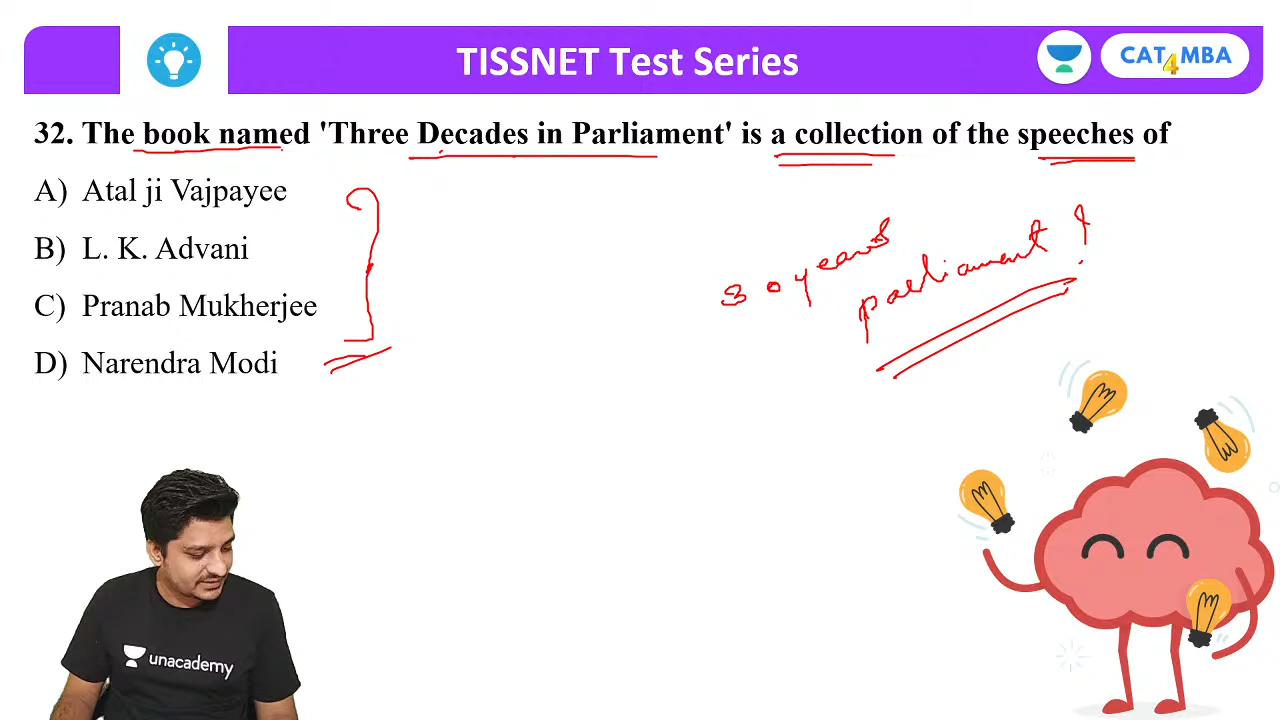 TISSNET Test Series
CAT4MBA
32. The book named 'Three Decades in Parliament' is a collection of the speeches of
A) Atal ji Vajpayee
B) L. K. Advani
C) Pranab Mukherjee
D) Narendra Modi
30 years
parliament !
unacademy